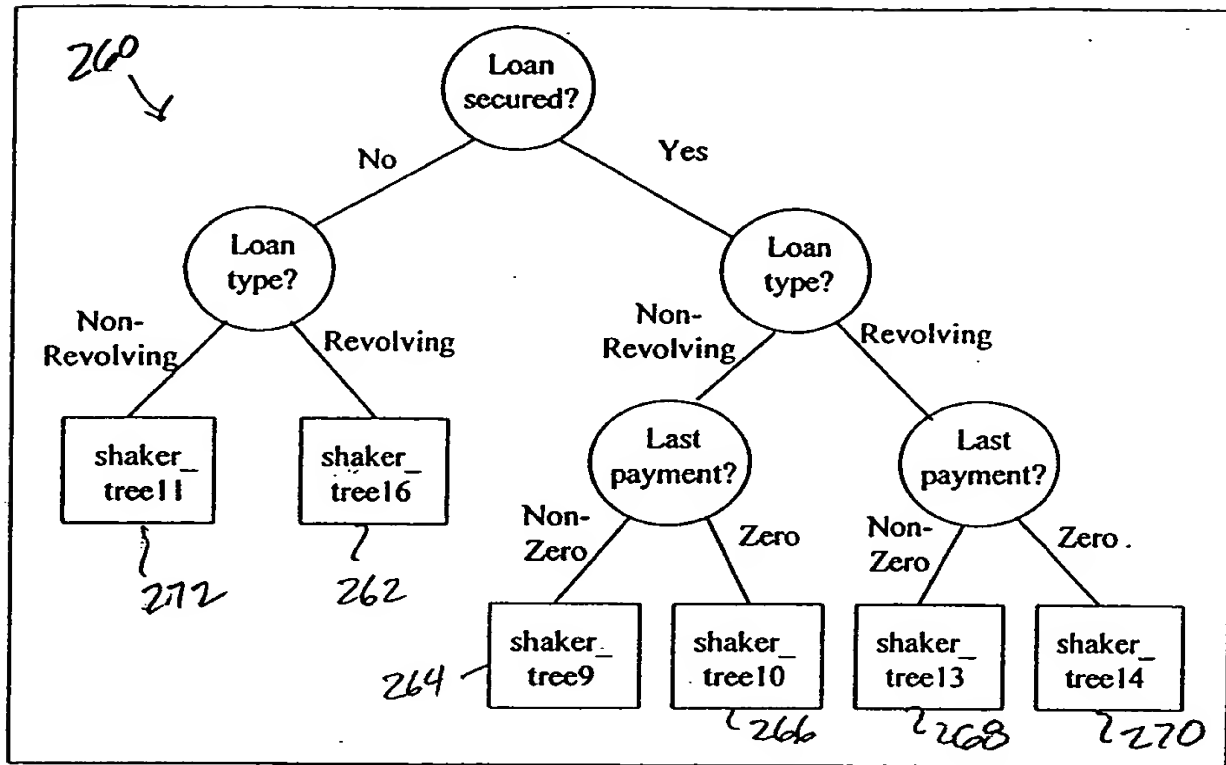 260
Loan
secured?
No
Yes
Loan
type?
Loan
type?
Non-
Revolving
Revolving
Non-
Revolving
Revolving
shaker_
tree11
shaker_
tree16
Last
payment?
Last
payment?
Non-
Zero
Zero
Non-
Zero
Zero
272
262
shaker_
tree9
shaker_
tree10
shaker_
tree13
shaker_
tree14
264
266
268
270